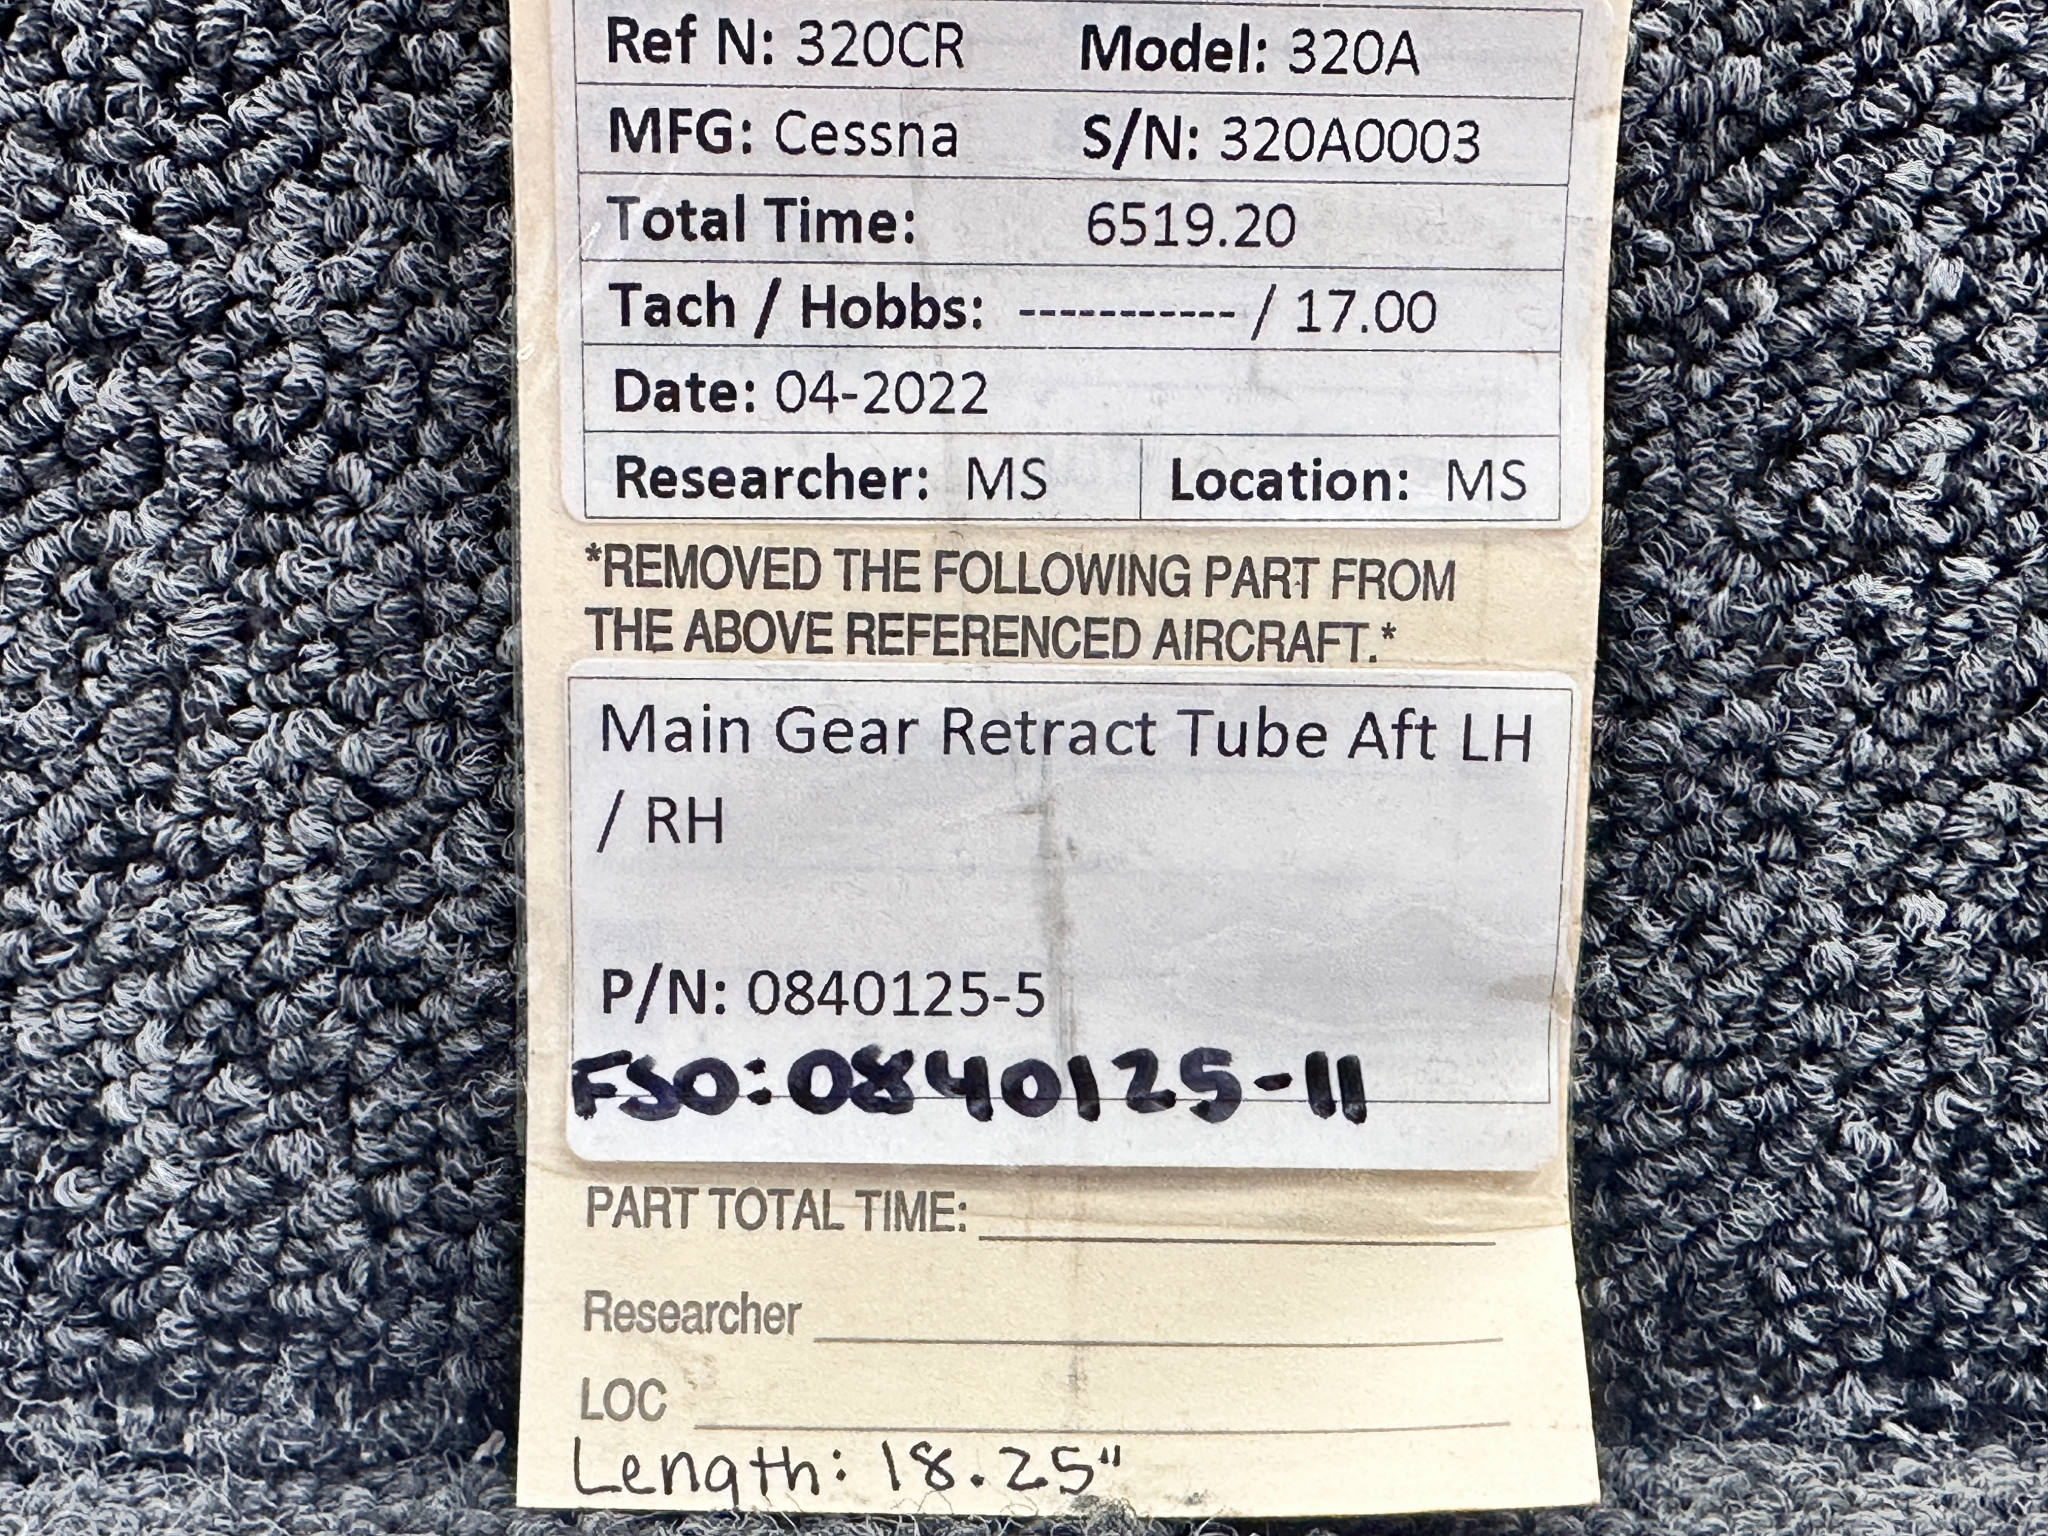 Ref N: 320CR Model: 320A
MFG: Cessna S/N: 320A0003
Total Time: 6519.20
Tach / Hobbs: ----------- / 17.00
Date: 04-2022
Researcher: MS Location: MS
*REMOVED THE FOLLOWING PART FROM
THE ABOVE REFERENCED AIRCRAFT.*
Main Gear Retract Tube Aft LH
/ RH
P/N: 0840125-5
FSO: 0840125-11
PART TOTAL TIME:
Researcher
LOC
Length: 18.25"